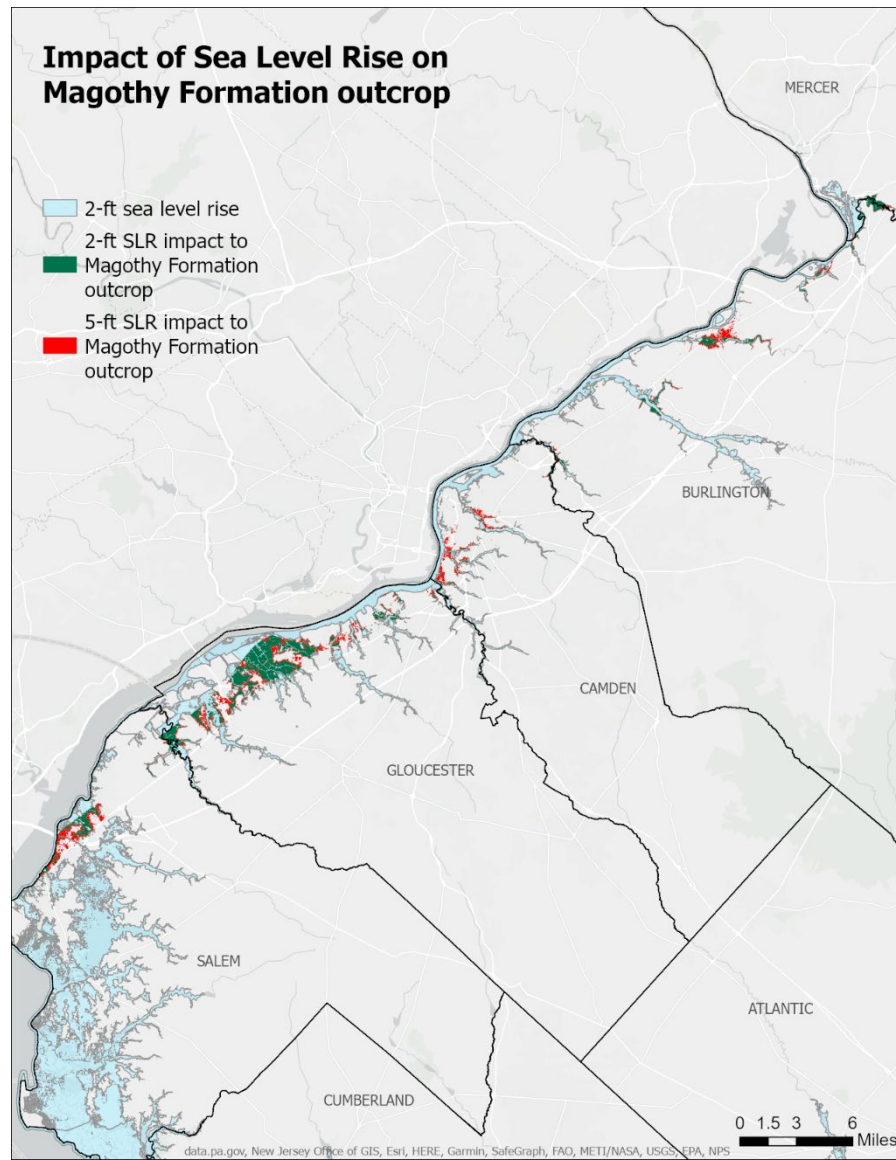 Impact of Sea Level Rise on
Magothy Formation outcrop
MERCER
2-ft sea level rise
2-ft SLR impact to
Magothy Formation
outcrop
5-ft SLR impact to
Magothy Formation
outcrop
BURLINGTON
CAMDEN
GLOUCESTER
SALEM
ATLANTIC
CUMBERLAND
0 1.5 3 6
Miles
data.pa.gov, New Jersey Office of GIS, Esri, HERE, Garmin, SafeGraph, FAO, METI/NASA, USGS, EPA, NPS